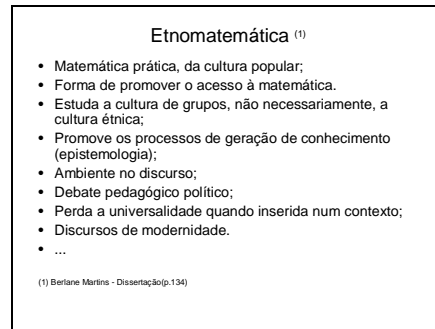 Etnomatemática (1)
• Matemática prática, da cultura popular;
• Forma de promover o acesso à matemática.
• Estuda a cultura de grupos, não necessariamente, a
cultura étnica;
• Promove os processos de geração de conhecimento
(epistemologia);
• Ambiente no discurso;
• Debate pedagógico político;
• Perda a universalidade quando inserida num contexto;
• Discursos de modernidade.
• ...
(1) Berlane Martins - Dissertação(p.134)